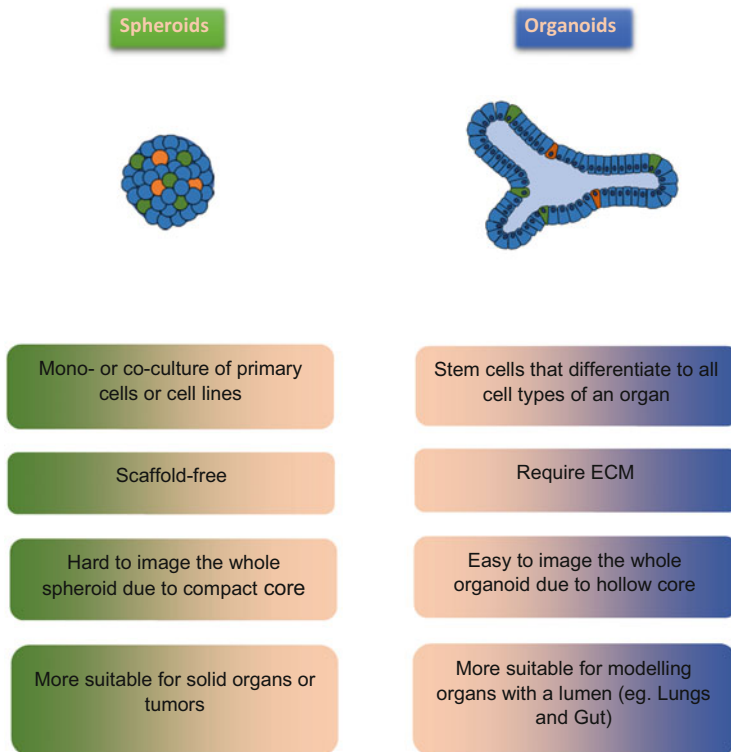 Spheroids
Organoids
Mono- or co-culture of primary
cells or cell lines
Stem cells that differentiate to all
cell types of an organ
Scaffold-free
Require ECM
Hard to image the whole
spheroid due to compact core
Easy to image the whole
organoid due to hollow core
More suitable for solid organs or
tumors
More suitable for modelling
organs with a lumen (eg. Lungs
and Gut)